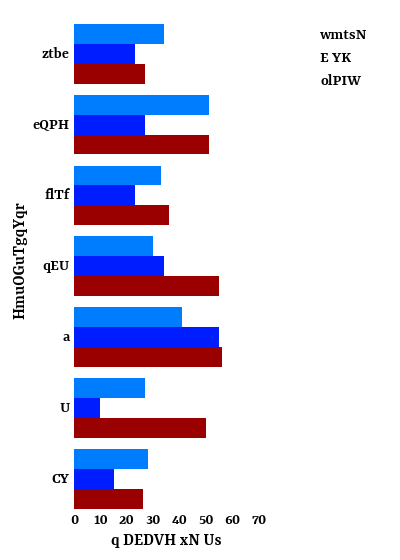 wmtsN
E YK
olPIW
ztbe
eQPH
flTf
qEU
a
U
CY
HmuOGuTgqYqr
0 10 20 30 40 50 60 70
q DEDVH xN Us